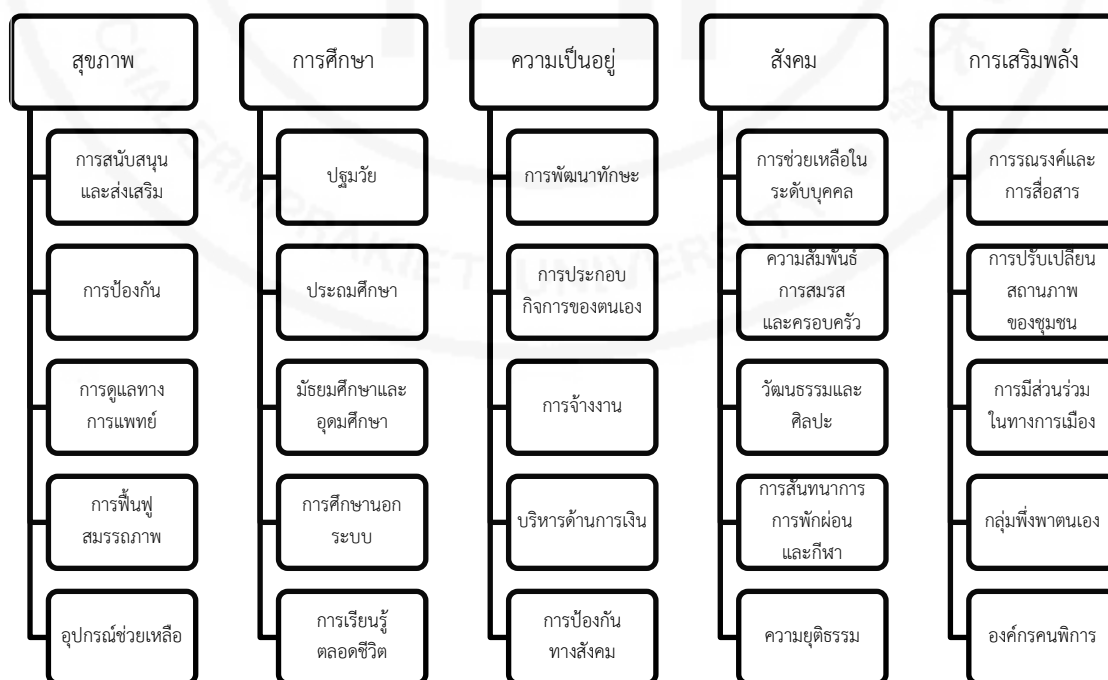 สุขภาพ
การสนับสนุน
และส่งเสริม
การป้องกัน
การดูแลทาง
การแพทย์
การฟื้นฟู
สมรรถภาพ
อุปกรณ์ช่วยเหลือ
การศึกษา
ปฐมวัย
ประถมศึกษา
มัธยมศึกษาและ
อุดมศึกษา
การศึกษานอก
ระบบ
การเรียนรู้
ตลอดชีวิต
ความเป็นอยู่
การพัฒนาทักษะ
การประกอบ
กิจการของตนเอง
การจ้างงาน
บริหารด้านการเงิน
การป้องกัน
ทางสังคม
สังคม
การช่วยเหลือใน
ระดับบุคคล
ความสัมพันธ์
การสมรส
และครอบครัว
วัฒนธรรมและ
ศิลปะ
การสันทนาการ
การพักผ่อน
และกีฬา
ความยุติธรรม
การเสริมพลัง
การรณรงค์และ
การสื่อสาร
การปรับเปลี่ยน
สถานภาพ
ของชุมชน
การมีส่วนร่วม
ในทางการเมือง
กลุ่มพึ่งพาตนเอง
องค์กรคนพิการ